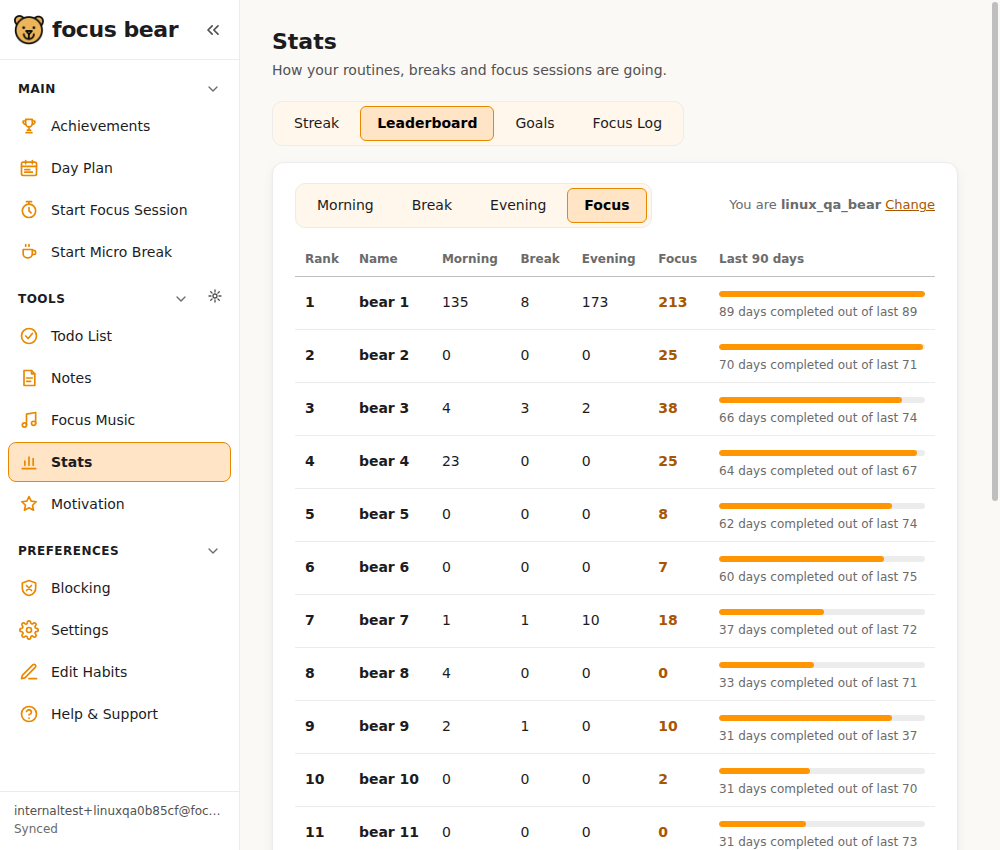 focus bear
MAIN
Achievements
Day Plan
Start Focus Session
Start Micro Break
TOOLS
Todo List
Notes
Focus Music
Stats
Motivation
PREFERENCES
Blocking
Settings
Edit Habits
Help & Support
internaltest+linuxqa0b85cf@foc...
Synced
Stats
How your routines, breaks and focus sessions are going.
Streak Leaderboard Goals Focus Log
Morning Break Evening Focus
You are linux_qa_bear Change
Rank Name Morning Break Evening Focus Last 90 days
1 bear 1 135 8 173 213
89 days completed out of last 89
2 bear 2 0 0 0 25
70 days completed out of last 71
3 bear 3 4 3 2 38
66 days completed out of last 74
4 bear 4 23 0 0 25
64 days completed out of last 67
5 bear 5 0 0 0 8
62 days completed out of last 74
6 bear 6 0 0 0 7
60 days completed out of last 75
7 bear 7 1 1 10 18
37 days completed out of last 72
8 bear 8 4 0 0 0
33 days completed out of last 71
9 bear 9 2 1 0 10
31 days completed out of last 37
10 bear 10 0 0 0 2
31 days completed out of last 70
11 bear 11 0 0 0 0
31 days completed out of last 73